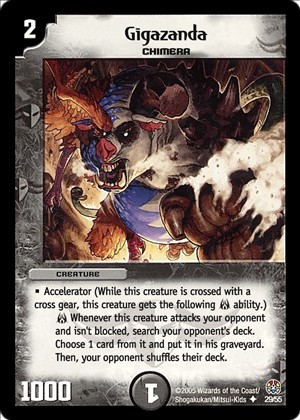 2
Gigazanda
CHIMERA
CREATURE
▪ Accelerator (While this creature is crossed with a
cross gear, this creature gets the following ability.)
Whenever this creature attacks your opponent
and isn't blocked, search your opponent's deck.
Choose 1 card from it and put it in his graveyard.
Then, your opponent shuffles their deck.
1000
1
©2005 Wizards of the Coast/
Shogakukan/Mitsui-Kids ✦ 29/55